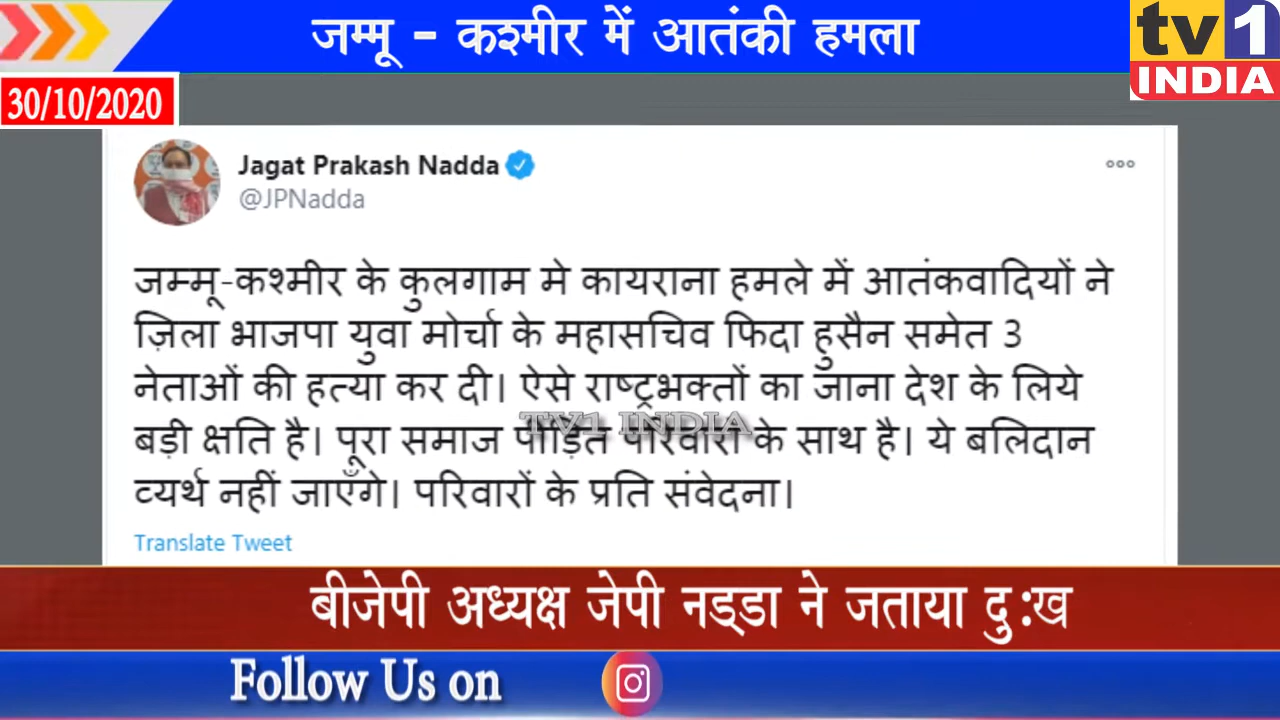 जम्मू - कश्मीर में आतंकी हमला
tv1
INDIA
30/10/2020
Jagat Prakash Nadda
@JPNadda
जम्मू-कश्मीर के कुलगाम मे कायराना हमले में आतंकवादियों ने
ज़िला भाजपा युवा मोर्चा के महासचिव फिदा हुसैन समेत 3
नेताओं की हत्या कर दी। ऐसे राष्ट्रभक्तों का जाना देश के लिये
बड़ी क्षति है। पूरा समाज पीड़ित परिवारों के साथ है। ये बलिदान
TV1 INDIA
व्यर्थ नहीं जाएँगे। परिवारों के प्रति संवेदना।
Translate Tweet
बीजेपी अध्यक्ष जेपी नड्डा ने जताया दु:ख
Follow Us on